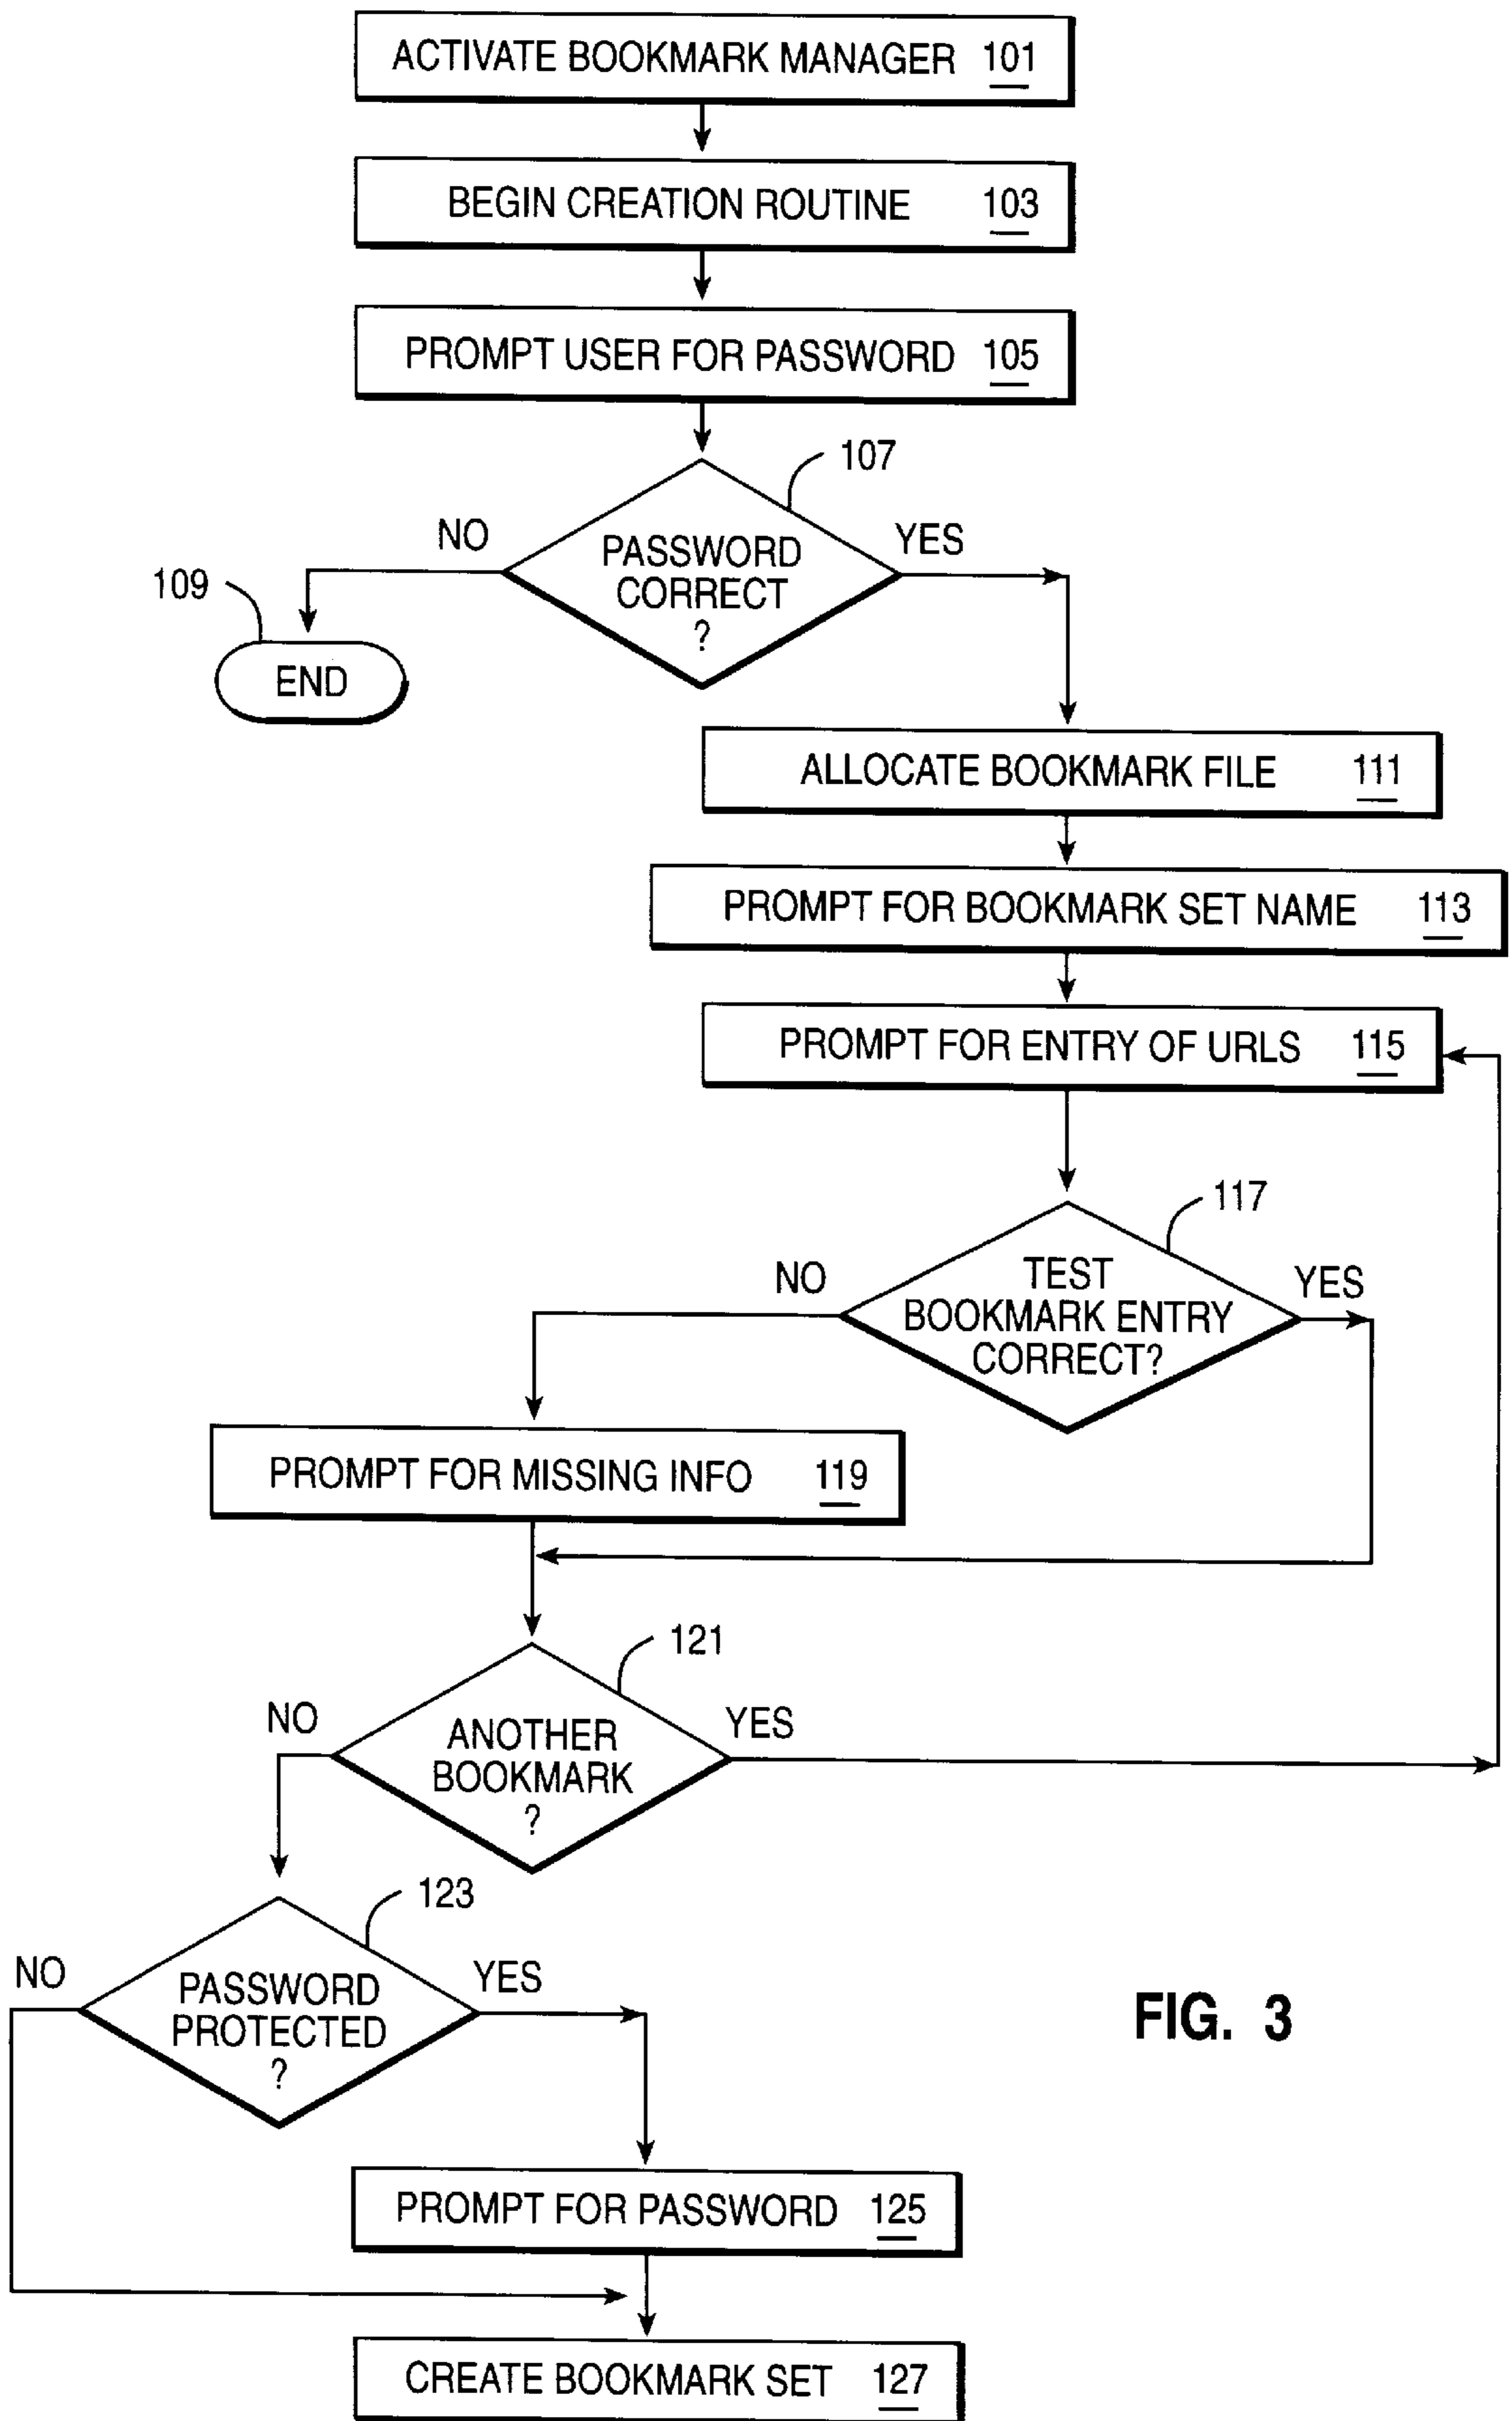 ACTIVATE BOOKMARK MANAGER 101
BEGIN CREATION ROUTINE 103
PROMPT USER FOR PASSWORD 105
107
NO
YES
PASSWORD
CORRECT
?
109
END
ALLOCATE BOOKMARK FILE 111
PROMPT FOR BOOKMARK SET NAME 113
PROMPT FOR ENTRY OF URLS 115
117
NO
YES
TEST
BOOKMARK ENTRY
CORRECT?
PROMPT FOR MISSING INFO 119
121
NO
YES
ANOTHER
BOOKMARK
?
123
NO
YES
PASSWORD
PROTECTED
?
FIG. 3
PROMPT FOR PASSWORD 125
CREATE BOOKMARK SET 127